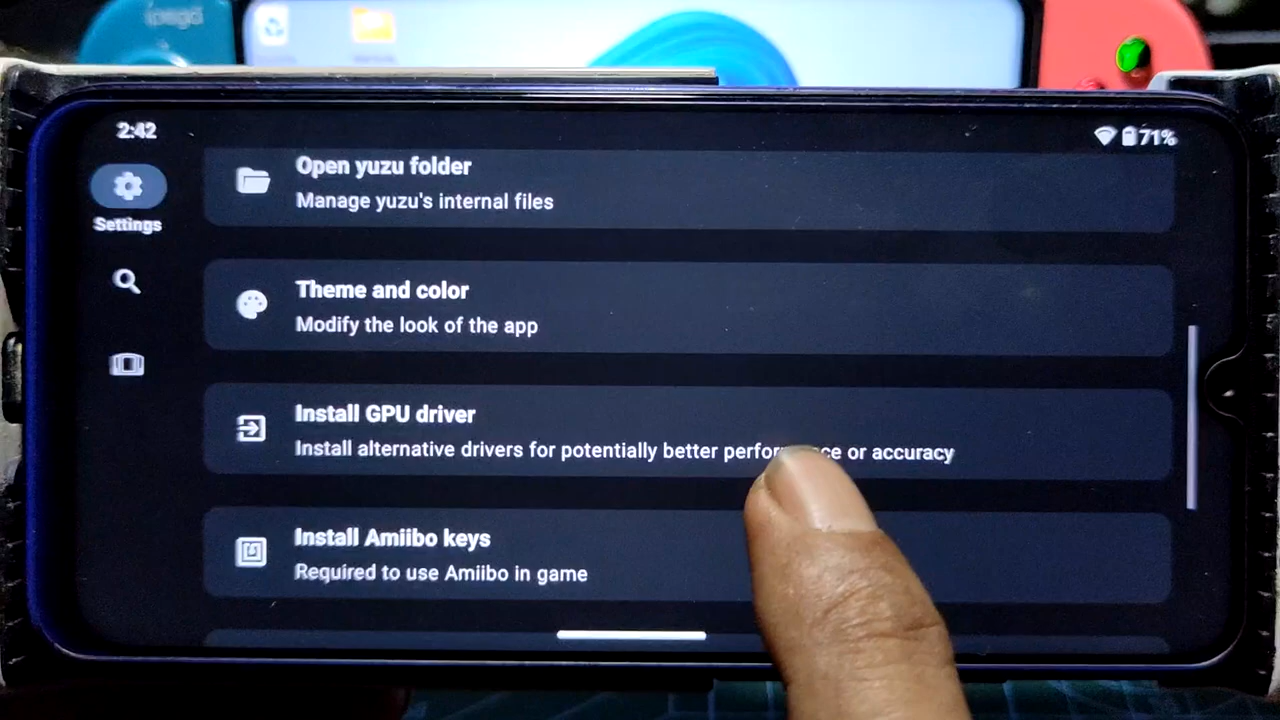 ipega
2:42
71%
Settings
Open yuzu folder
Manage yuzu's internal files
Theme and color
Modify the look of the app
Install GPU driver
Install alternative drivers for potentially better or accuracy
Install Amiibo keys
Required to use Amiibo in game